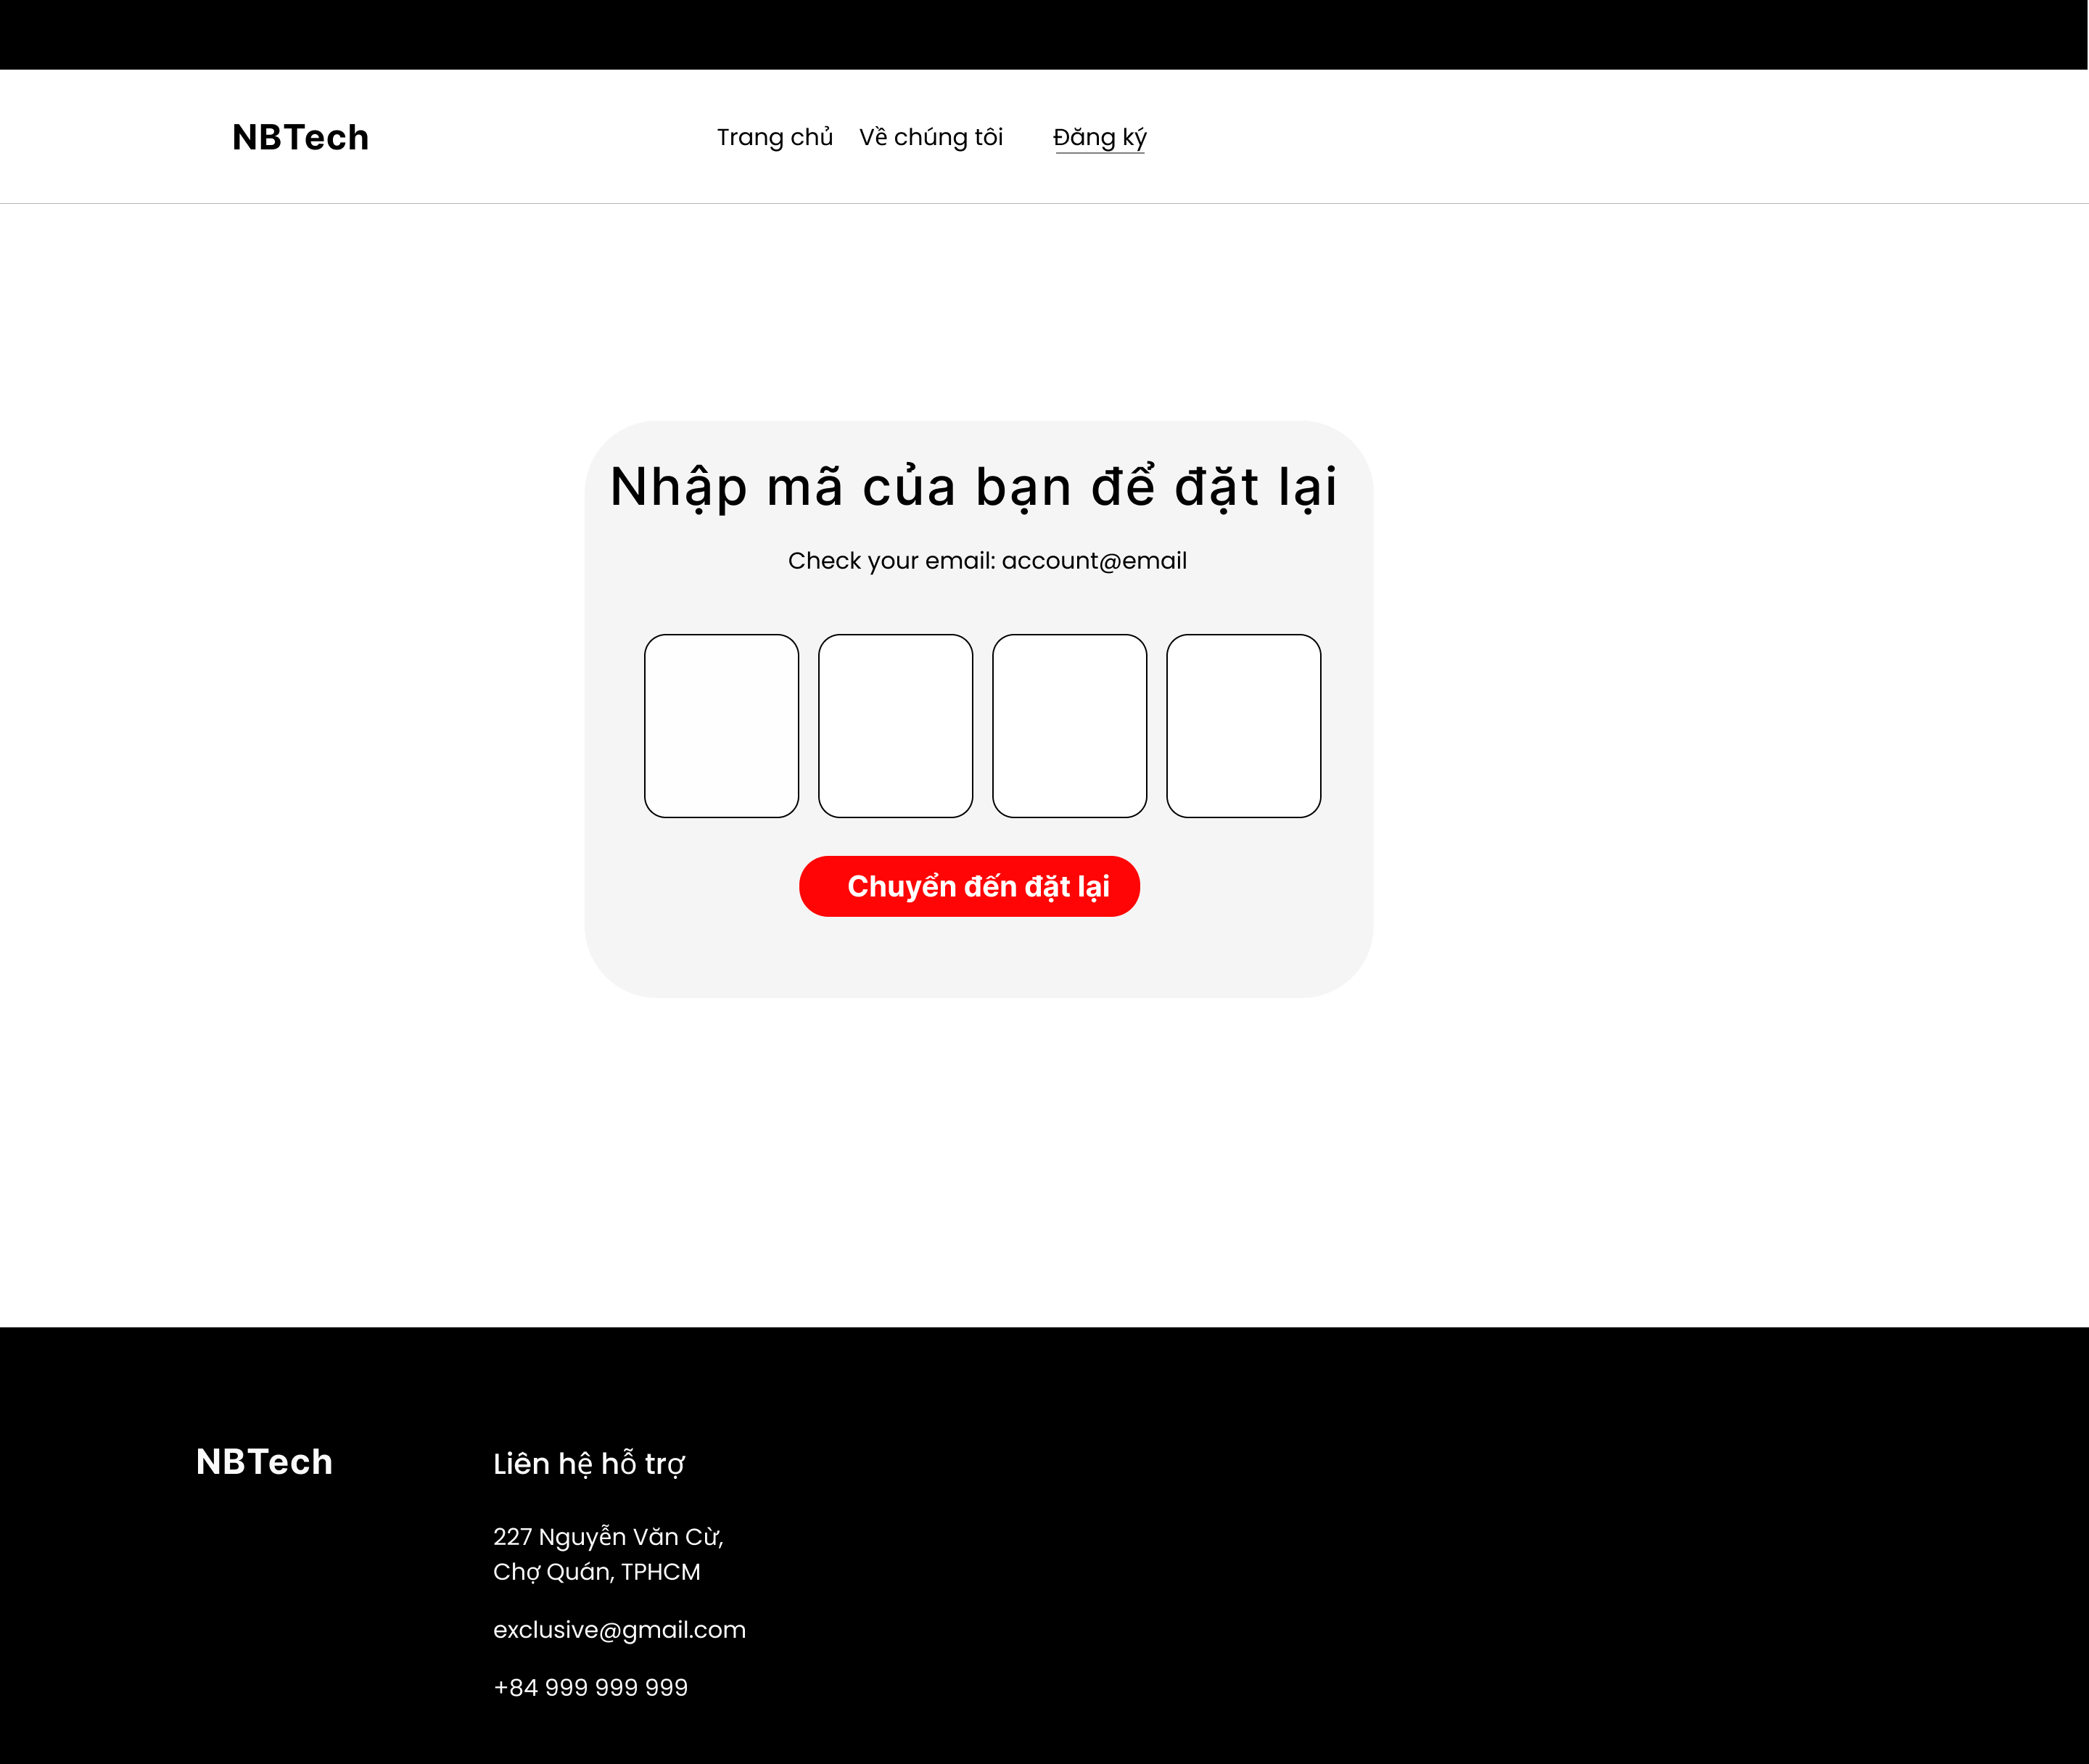 NBTech
Trang chủ Về chúng tôi Đăng ký
Nhập mã của bạn để đặt lại
Check your email: account@email
Chuyển đến đặt lại
NBTech
Liên hệ hỗ trợ
227 Nguyễn Văn Cừ,
Chợ Quán, TPHCM
exclusive@gmail.com
+84 999 999 999